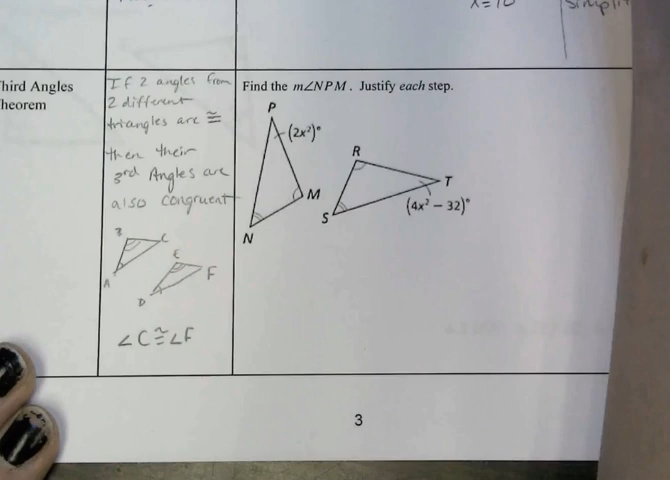 x=10
hird Angles
heorem
If 2 angles from
2 different
triangles are ≅
then their
3rd Angles are
also congruent
B
C
A
E
F
D
∠C≅∠F
Find the m∠NPM. Justify each step.
P
(2x²)°
M
N
R
T
S
(4x² − 32)°
3